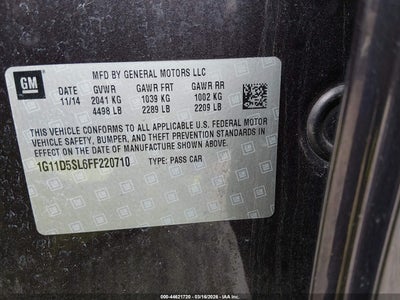 GM
MFD BY GENERAL MOTORS LLC
DATE GVWR GAWR FRT GAWR RR
11/14 2041 KG 1039 KG 1002 KG
4498 LB 2289 LB 2209 LB
THIS VEHICLE CONFORMS TO ALL APPLICABLE U.S. FEDERAL MOTOR
VEHICLE SAFETY, BUMPER, AND THEFT PREVENTION STANDARDS
IN EFFECT ON THE DATE OF MANUFACTURE SHOWN ABOVE.
1G11D5SL6FF220710 TYPE: PASS CAR
000-44621720 - 03/16/2026 - IAAI